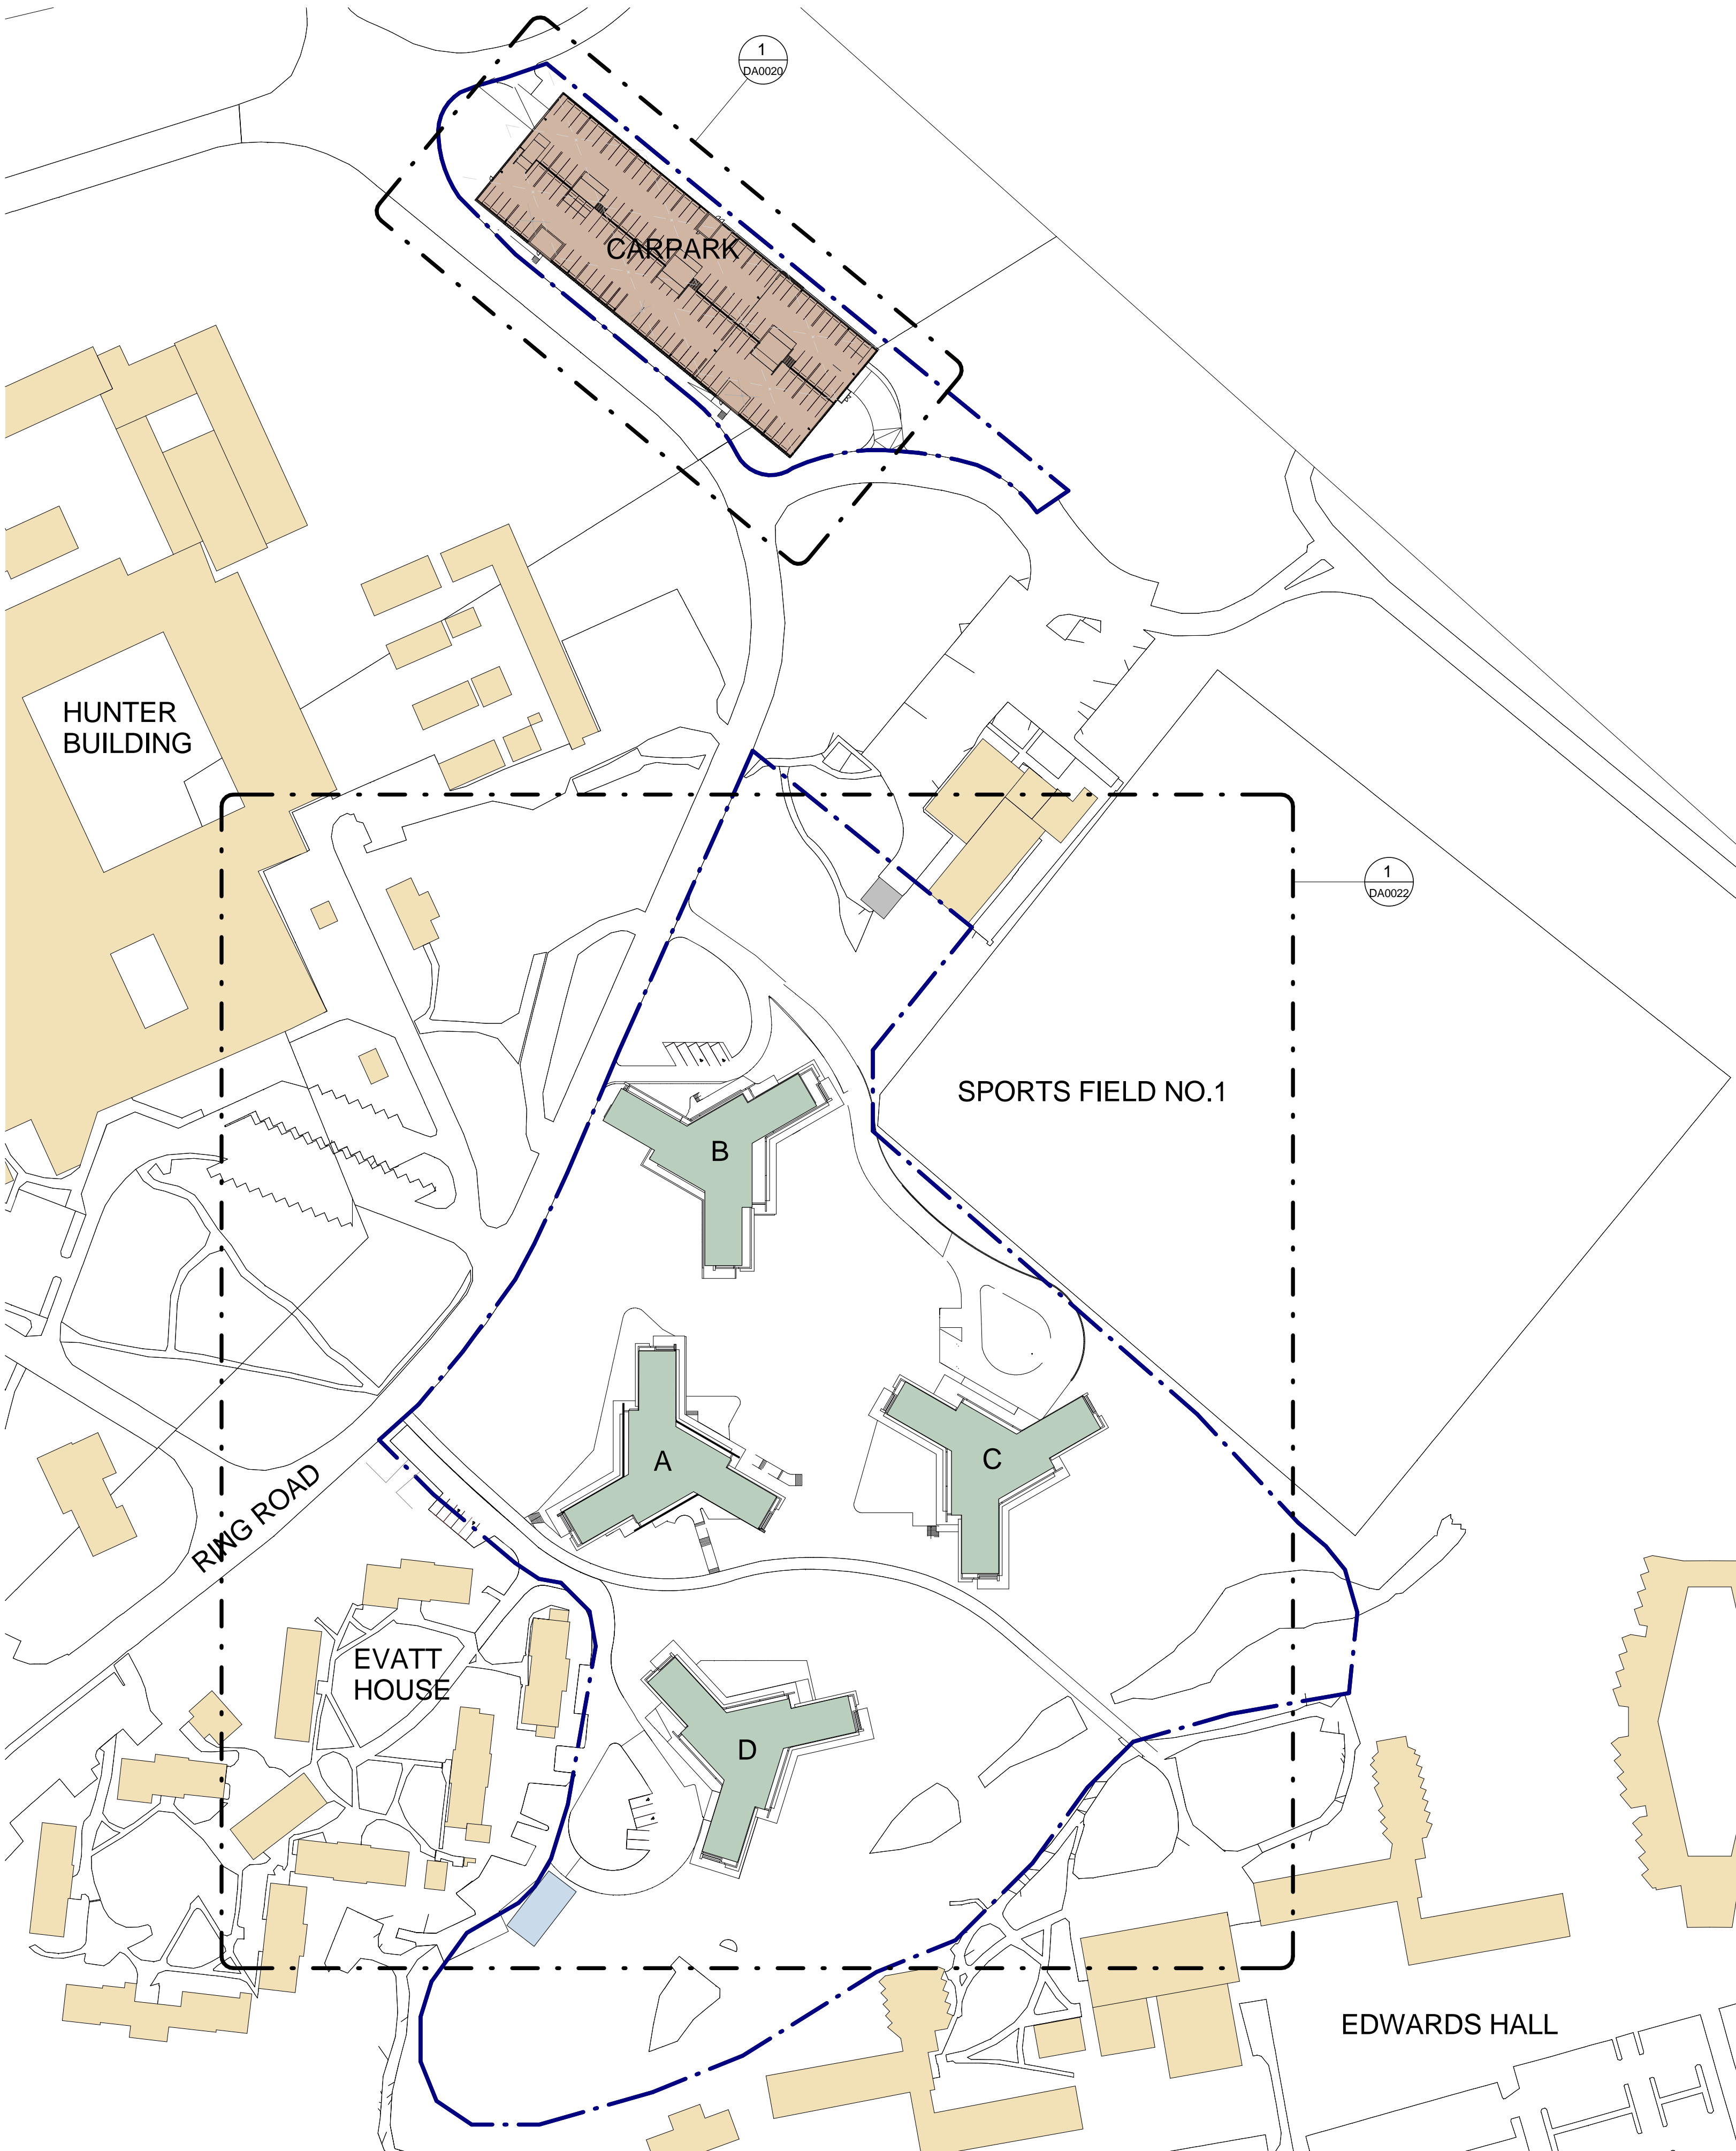 1
DA0020
CARPARK
HUNTER
BUILDING
1
DA0022
SPORTS FIELD NO.1
B
A
C
RING ROAD
EVATT
HOUSE
D
EDWARDS HALL